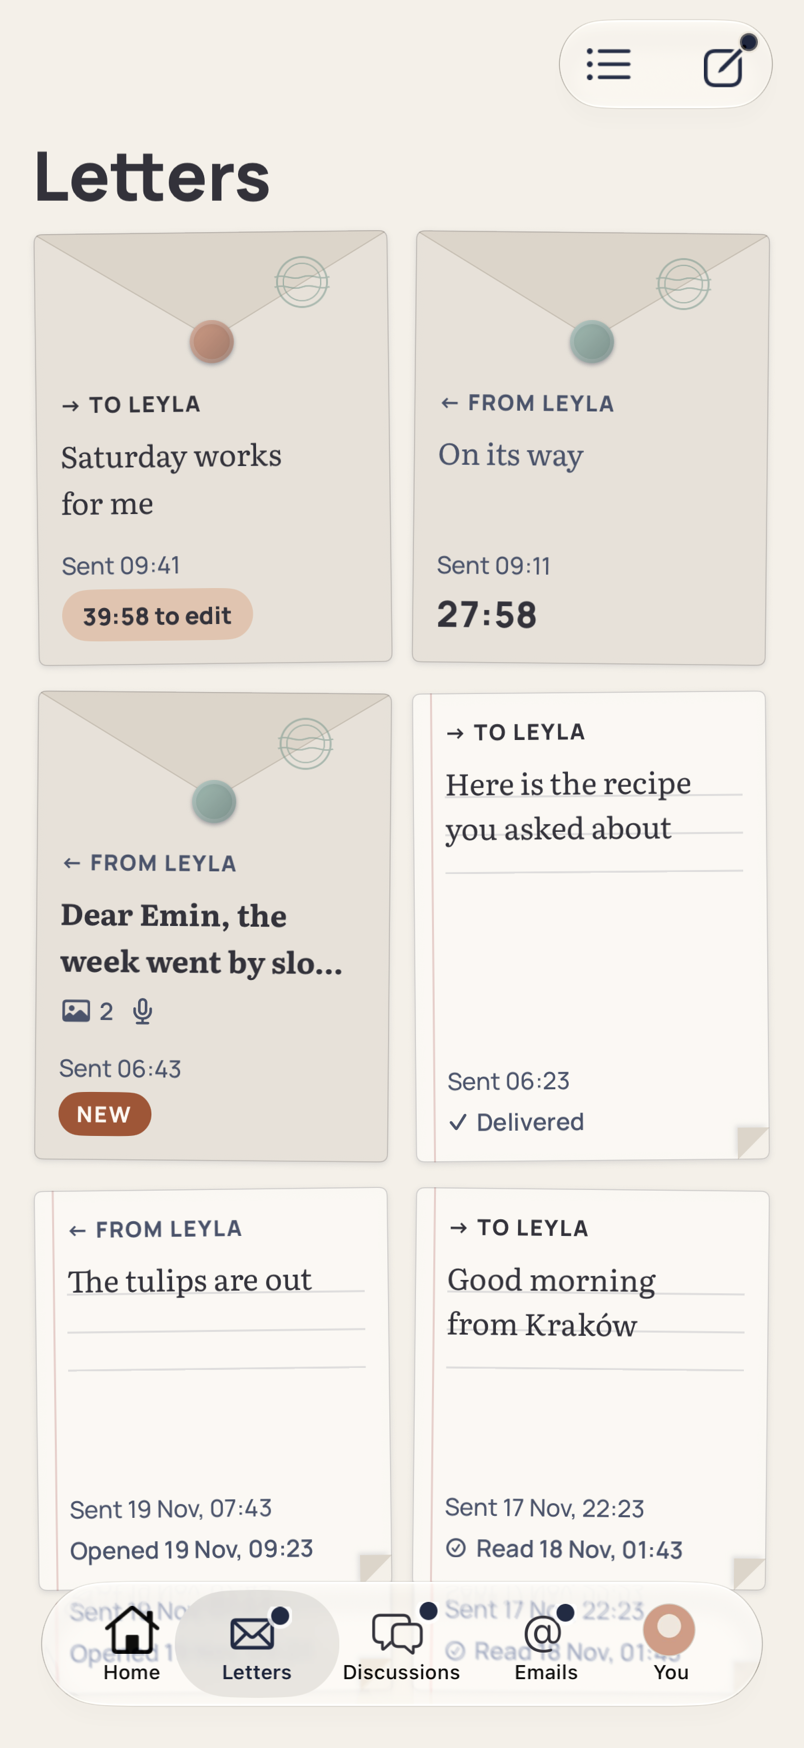 Letters
→ TO LEYLA
Saturday works
for me
Sent 09:41
39:58 to edit
← FROM LEYLA
On its way
Sent 09:11
27:58
← FROM LEYLA
Dear Emin, the
week went by slo...
2
Sent 06:43
NEW
→ TO LEYLA
Here is the recipe
you asked about
Sent 06:23
✓ Delivered
← FROM LEYLA
The tulips are out
Sent 19 Nov, 07:43
Opened 19 Nov, 09:23
→ TO LEYLA
Good morning
from Kraków
Sent 17 Nov, 22:23
Read 18 Nov, 01:43
Home
Letters
Discussions
Emails
You